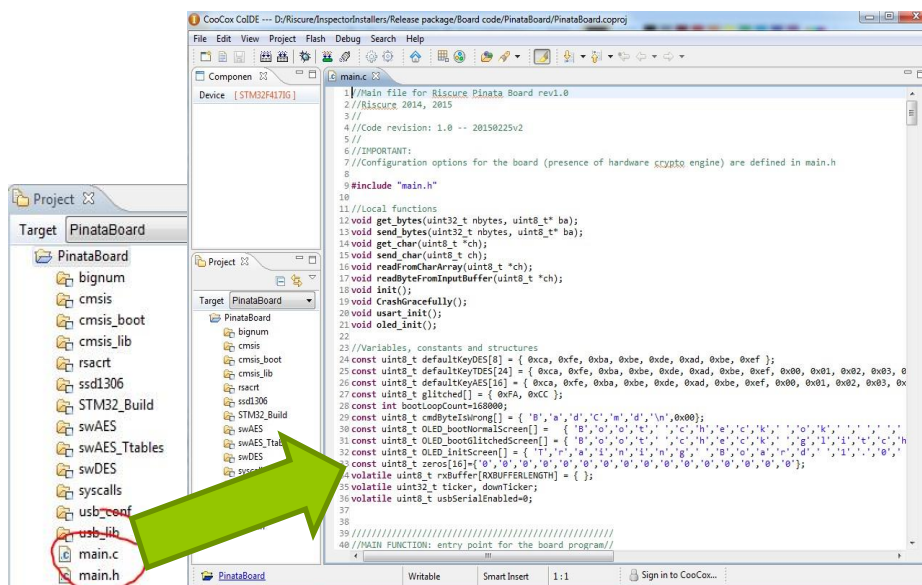 CooCox CoIDE --- D:/Riscure/InspectorInstallers/Release package/Board code/PinataBoard/PinataBoard.coproj
File Edit View Project Flash Debug Search Help
Componen
Device [ STM32F417IG ]
main.c
1 //Main file for Riscure Pinata Board rev1.0
2 //Riscure 2014, 2015
3 //
4 //Code revision: 1.0 -- 20150225v2
5 //
6 //IMPORTANT:
7 //Configuration options for the board (presence of hardware crypto engine) are defined in main.h
8
9 #include "main.h"
10
11 //Local functions
12 void get_bytes(uint32_t nbytes, uint8_t* ba);
13 void send_bytes(uint32_t nbytes, uint8_t* ba);
14 void get_char(uint8_t *ch);
15 void send_char(uint8_t ch);
16 void readFromCharArray(uint8_t *ch);
17 void readByteFromInputBuffer(uint8_t *ch);
18 void init();
19 void CrashGracefully();
20 void usart_init();
21 void oled_init();
22
23 //Variables, constants and structures
24 const uint8_t defaultKeyDES[8] = { 0xca, 0xfe, 0xba, 0xbe, 0xde, 0xad, 0xbe, 0xef };
25 const uint8_t defaultKeyTDES[24] = { 0xca, 0xfe, 0xba, 0xbe, 0xde, 0xad, 0xbe, 0xef, 0x00, 0x01, 0x02, 0x03, 0
26 const uint8_t defaultKeyAES[16] = { 0xca, 0xfe, 0xba, 0xbe, 0xde, 0xad, 0xbe, 0xef, 0x00, 0x01, 0x02, 0x03, 0x
27 const uint8_t glitched[] = { 0xFA, 0xCC };
28 const int bootLoopCount=168000;
29 const uint8_t cmdByteIsWrong[] = { 'B','a','d','C','m','d','\n',0x00};
30 const uint8_t OLED_bootNormalScreen[] = { 'B','o','o','t',' ','c','h','e','c','k',' ','o','k',' ',' ',' ','
31 const uint8_t OLED_bootGlitchedScreen[] = { 'B','o','o','t',' ','c','h','e','c','k',' ','g','l','i','t','c','h
32 const uint8_t OLED_initScreen[] = { 'T','r','a','i','n','i','n','g',' ','B','o','a','r','d',' ','1','.','0','
33 const uint8_t zeros[16]={'0','0','0','0','0','0','0','0','0','0','0','0','0','0','0','0'};
34 volatile uint8_t rxBuffer[RXBUFFERLENGTH] = { };
35 volatile uint32_t ticker, downTicker;
36 volatile uint8_t usbSerialEnabled=0;
37
38
39 ////////////////////////////////////////////////////
40 //MAIN FUNCTION: entry point for the board program//
Project
Target PinataBoard
PinataBoard
bignum
cmsis
cmsis_boot
cmsis_lib
rsacrt
ssd1306
STM32_Build
swAES
swAES_Ttab
swDES
Project
Target PinataBoard
PinataBoard
bignum
cmsis
cmsis_boot
cmsis_lib
rsacrt
ssd1306
STM32_Build
swAES
swAES_Ttables
swDES
syscalls
usb_conf
usb_lib
main.c
main.h
PinataBoard
Writable
Smart Insert
1 : 1
Sign in to CooCox...